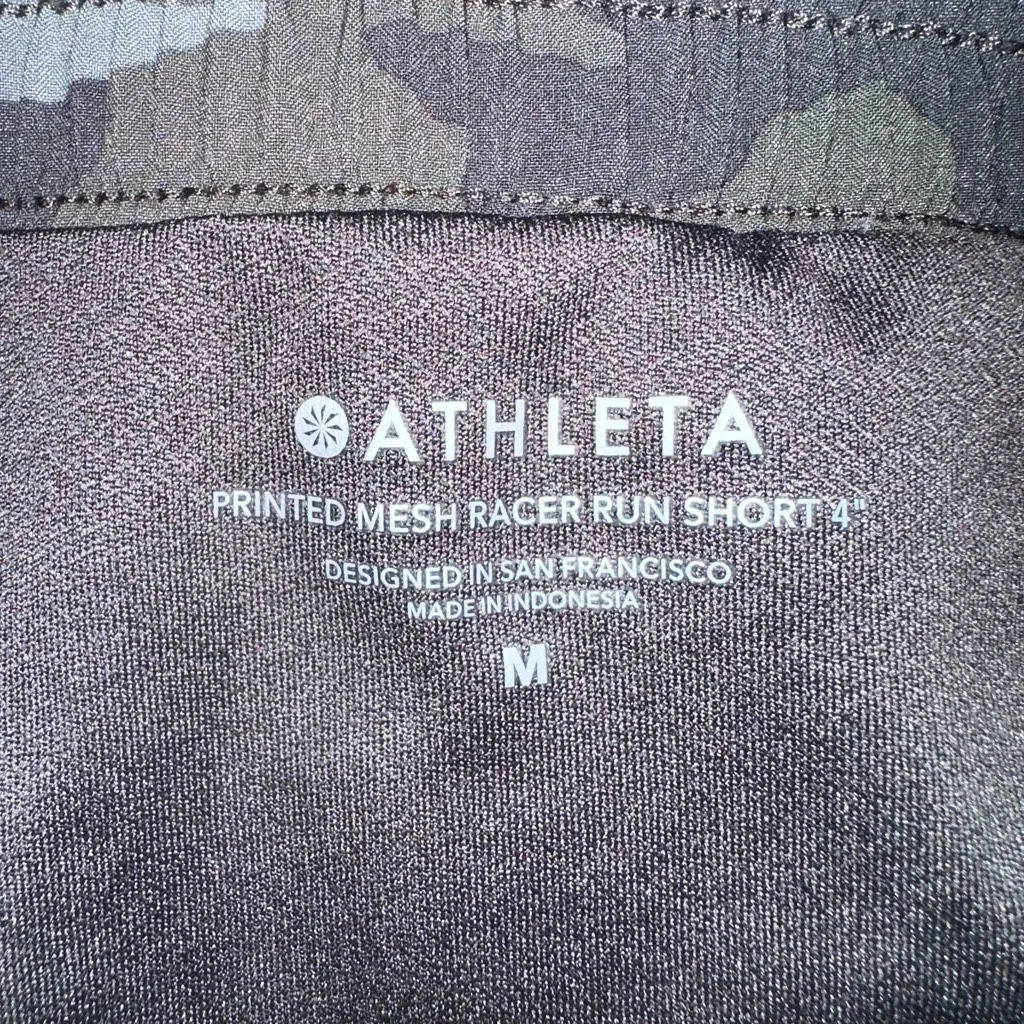 ATHLETA
PRINTED MESH RACER RUN SHORT 4"
DESIGNED IN SAN FRANCISCO
MADE IN INDONESIA
M